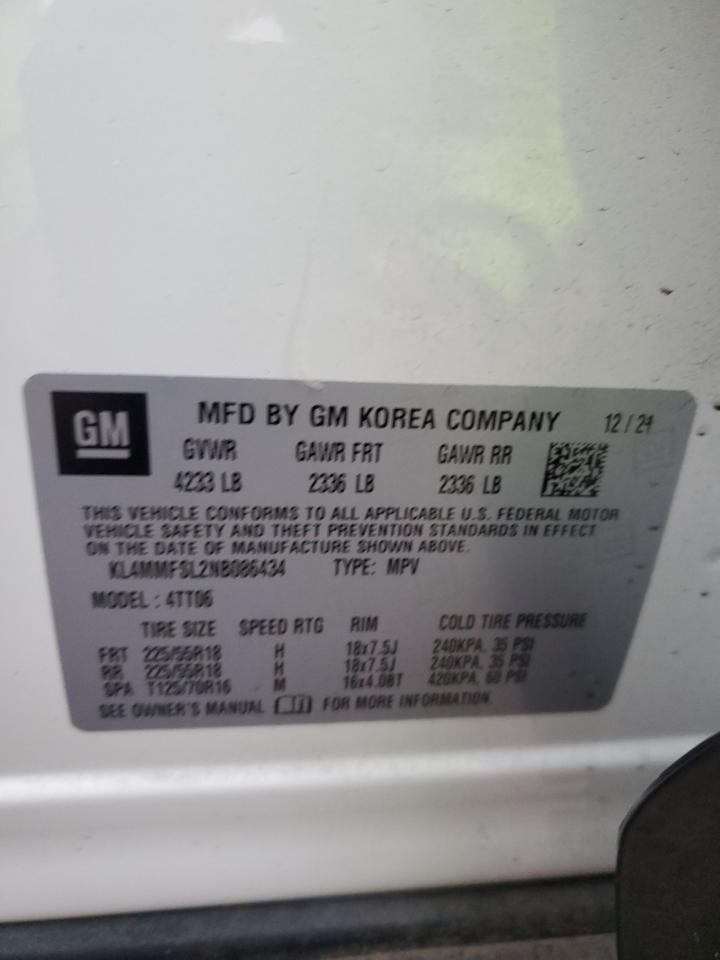 GM
MFD BY GM KOREA COMPANY 12 / 21
GVWR GAWR FRT GAWR RR
4233 LB 2336 LB 2336 LB
THIS VEHICLE CONFORMS TO ALL APPLICABLE U.S. FEDERAL MOTOR
VEHICLE SAFETY AND THEFT PREVENTION STANDARDS IN EFFECT
ON THE DATE OF MANUFACTURE SHOWN ABOVE.
KL4MMFSL2NB086434 TYPE: MPV
MODEL : 4TT06
TIRE SIZE SPEED RTG RIM COLD TIRE PRESSURE
FRT 225/55R18 H 18x7.5J 240KPA, 35 PSI
RR 225/55R18 H 18x7.5J 240KPA, 35 PSI
SPA T125/70R16 M 16x4.0BT 420KPA, 60 PSI
SEE OWNER'S MANUAL FOR MORE INFORMATION.